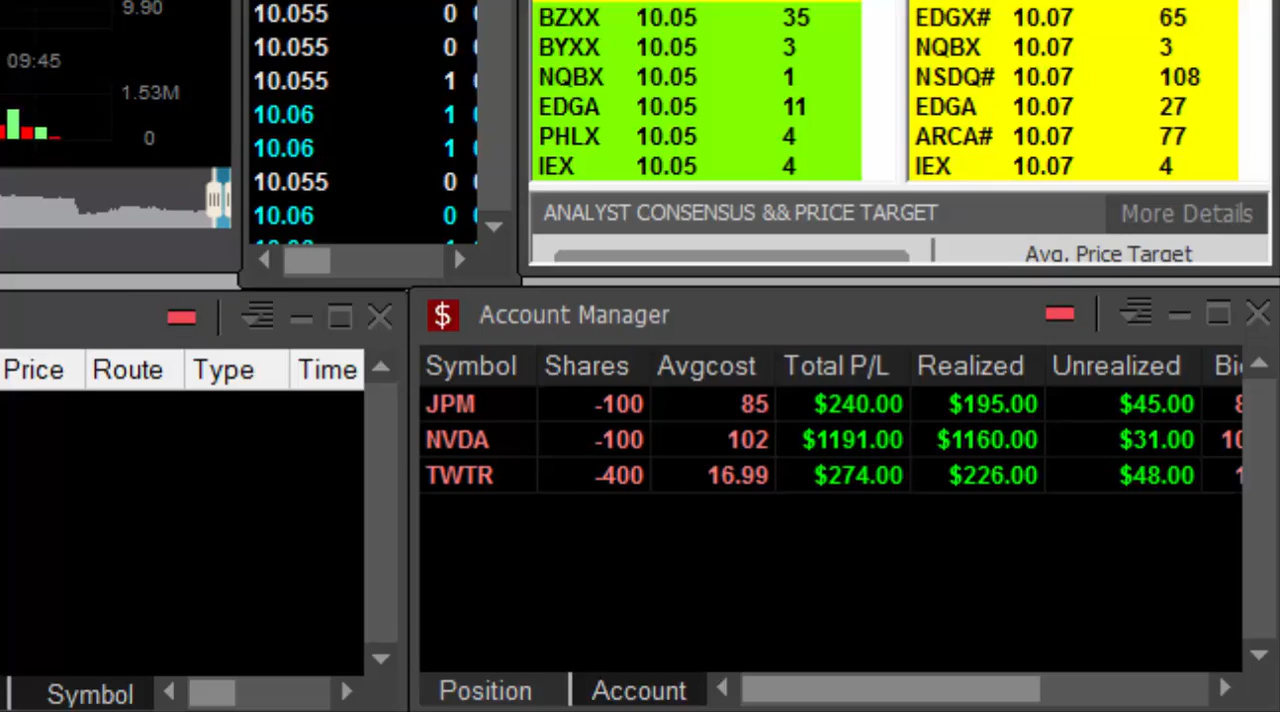 9.90
09:45
1.53M
0
10.055 0
10.055 0
10.055 1
10.06 1
10.06 1
10.055 0
10.06 0
BZXX 10.05 35
BYXX 10.05 3
NQBX 10.05 1
EDGA 10.05 11
PHLX 10.05 4
IEX 10.05 4
EDGX# 10.07 65
NQBX 10.07 3
NSDQ# 10.07 108
EDGA 10.07 27
ARCA# 10.07 77
IEX 10.07 4
ANALYST CONSENSUS && PRICE TARGET More Details
Avg. Price Target
Price Route Type Time
Symbol
$ Account Manager
Symbol Shares Avgcost Total P/L Realized Unrealized
JPM -100 85 $240.00 $195.00 $45.00
NVDA -100 102 $1191.00 $1160.00 $31.00
TWTR -400 16.99 $274.00 $226.00 $48.00
Position Account